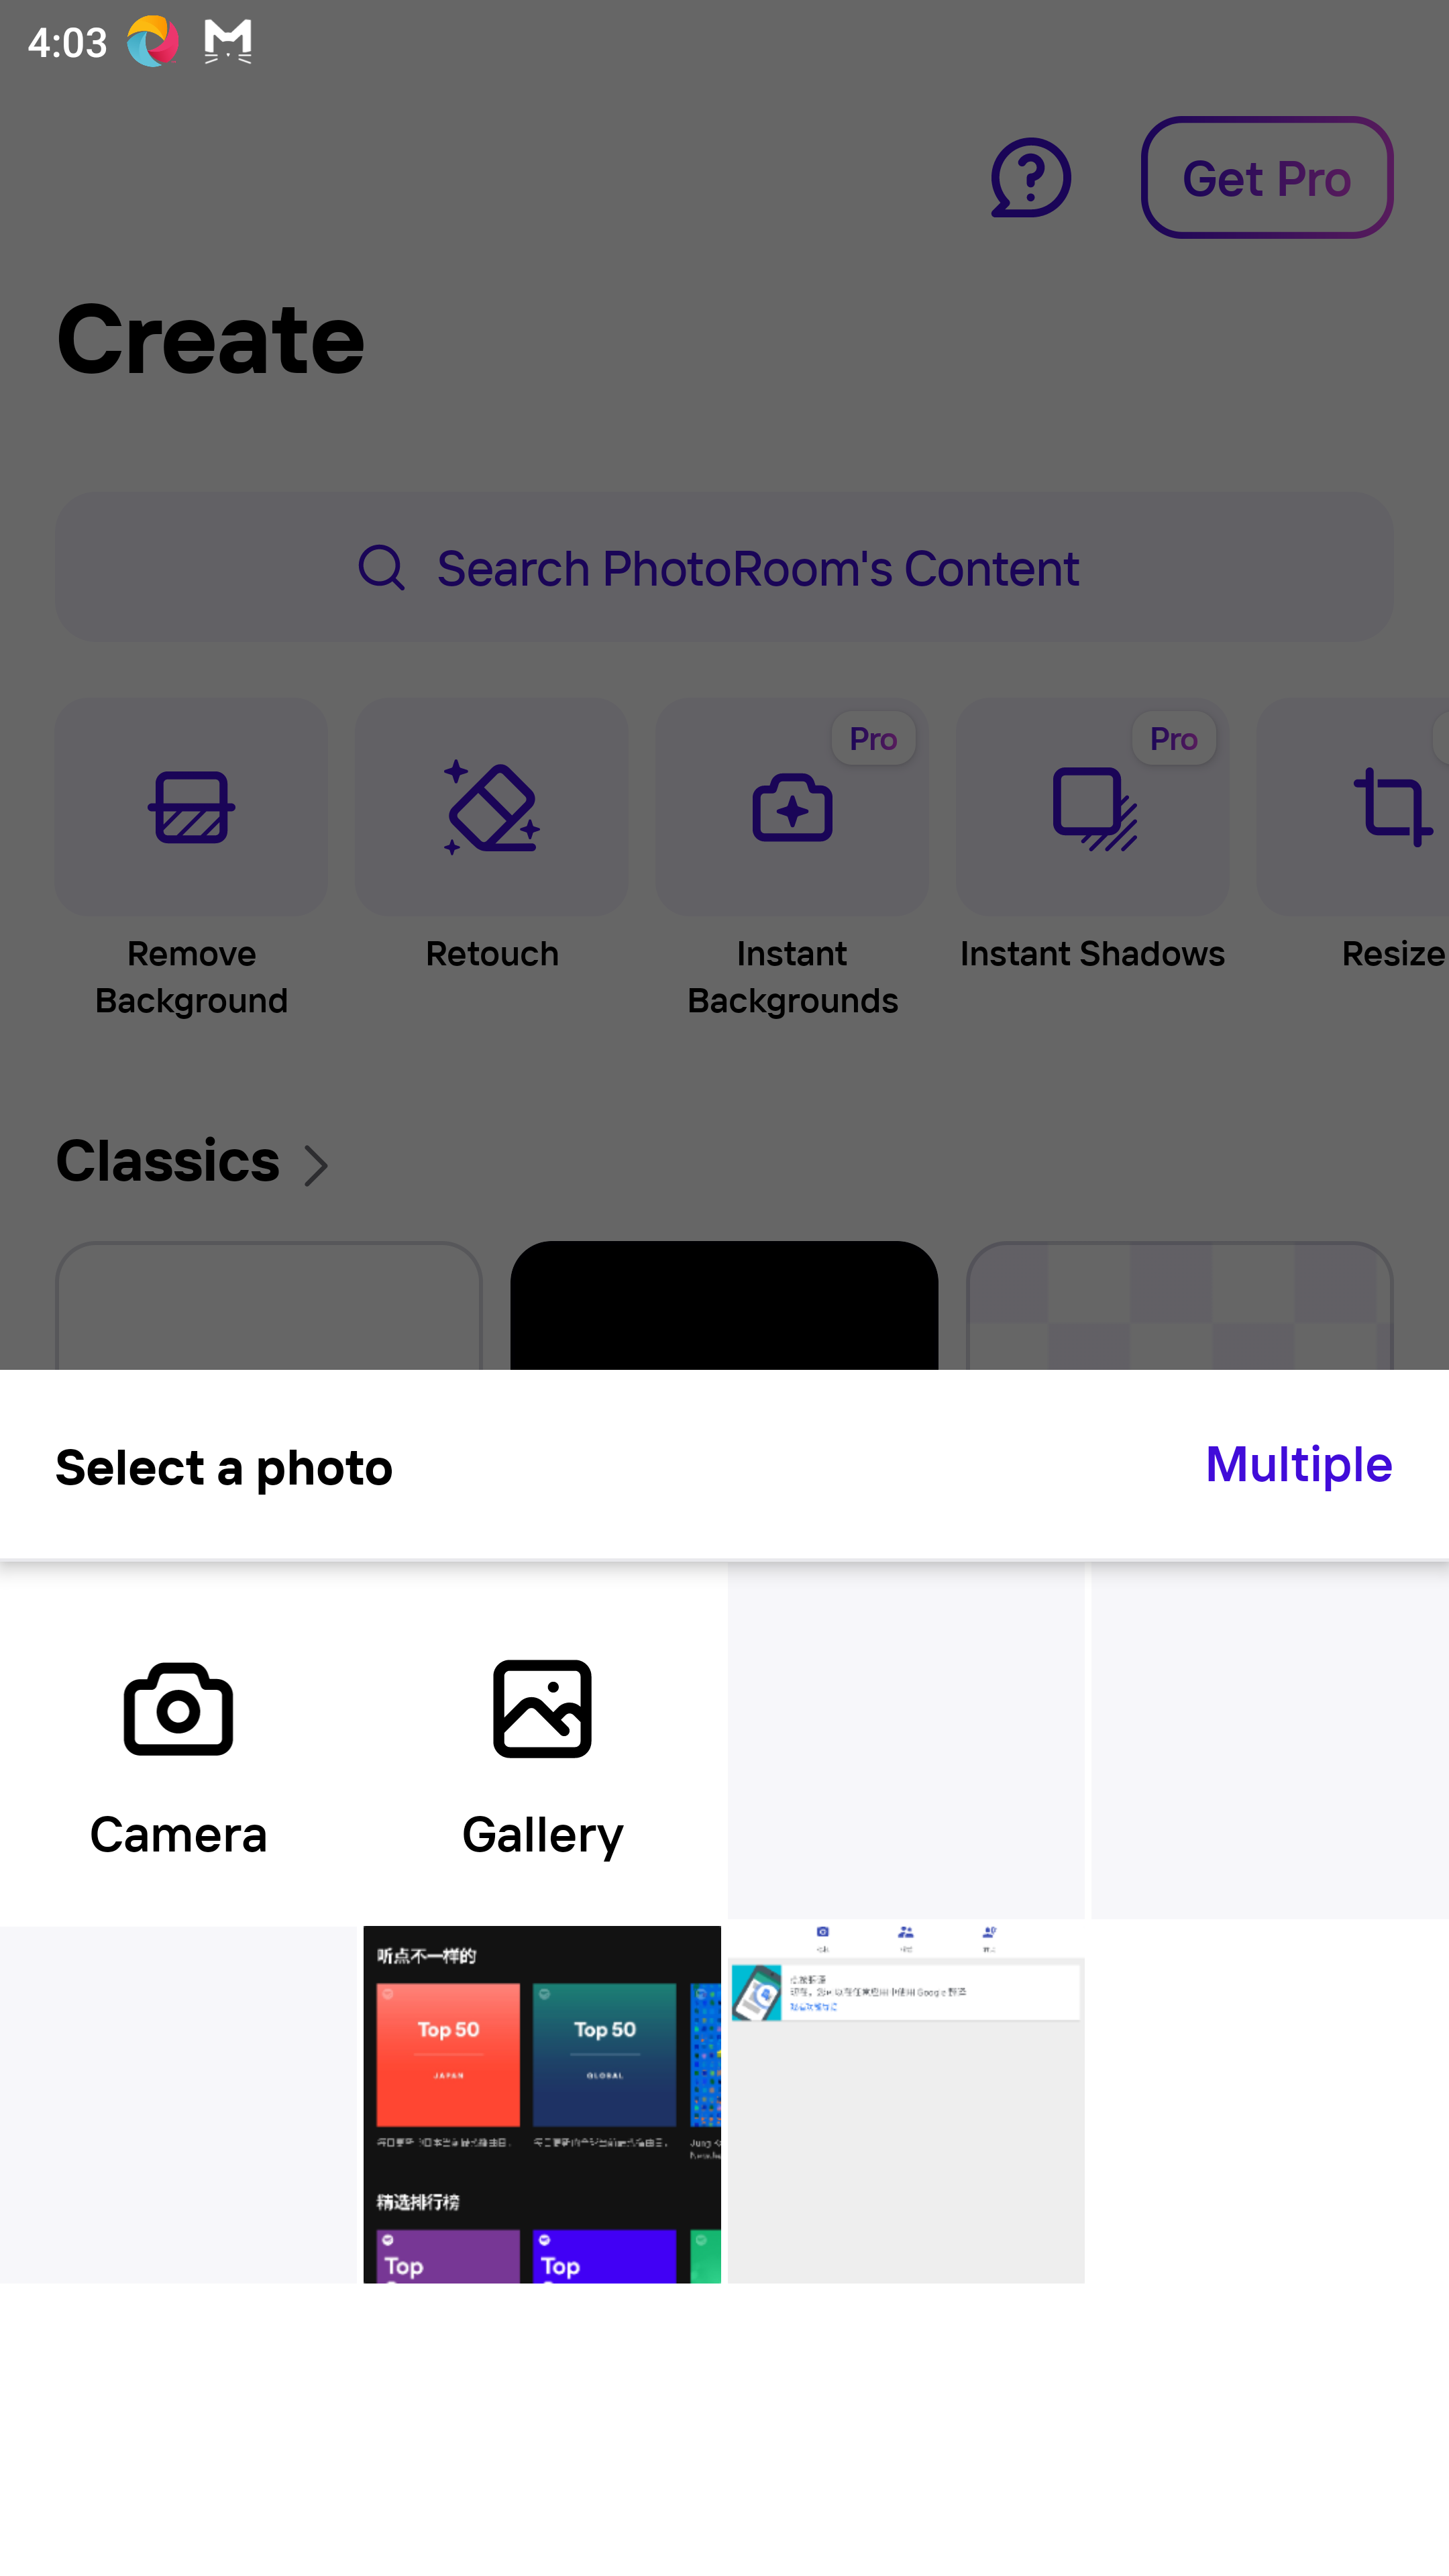 4:03
Get Pro
Create
Search PhotoRoom's Content
Pro
Pro
Remove
Background
Retouch
Instant
Backgrounds
Instant Shadows
Resize
Classics
Select a photo
Multiple
Camera
Gallery
听点不一样的
Top 50
JAPAN
Top 50
GLOBAL
精选排行榜
Top
Top